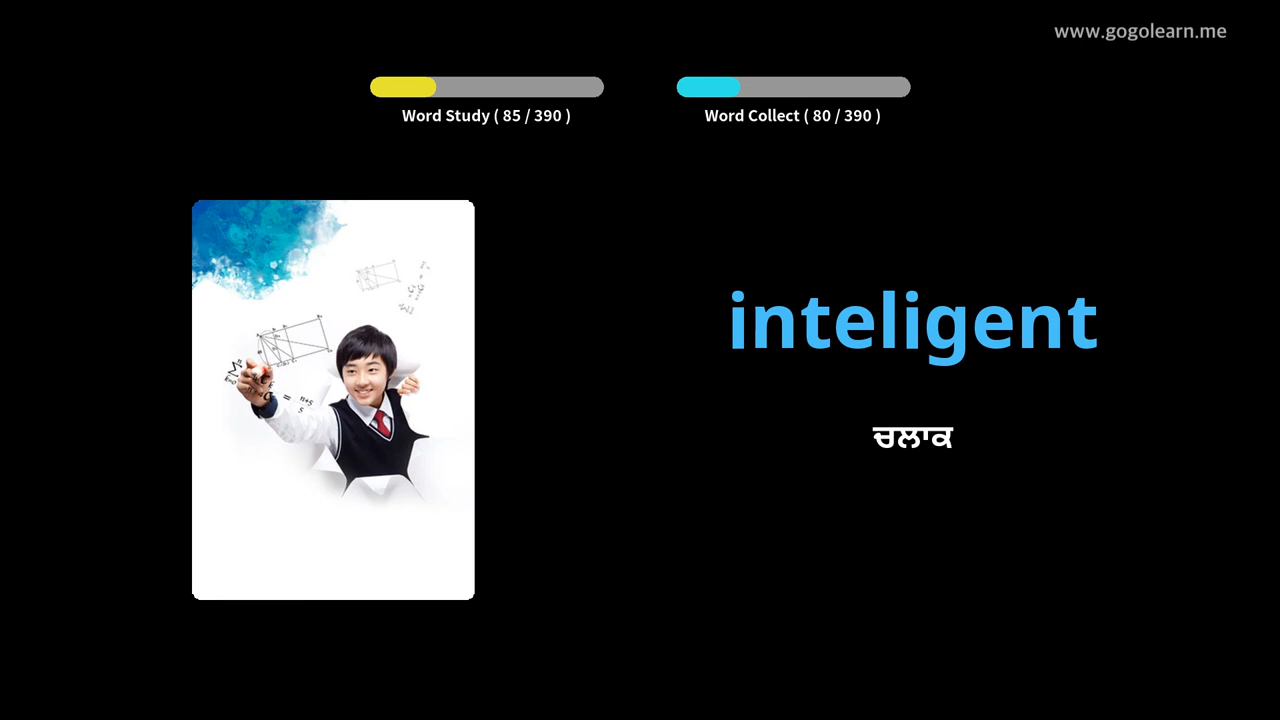 www.gogolearn.me
Word Study ( 85 / 390 )
Word Collect ( 80 / 390 )
inteligent
ਚਲਾਕ